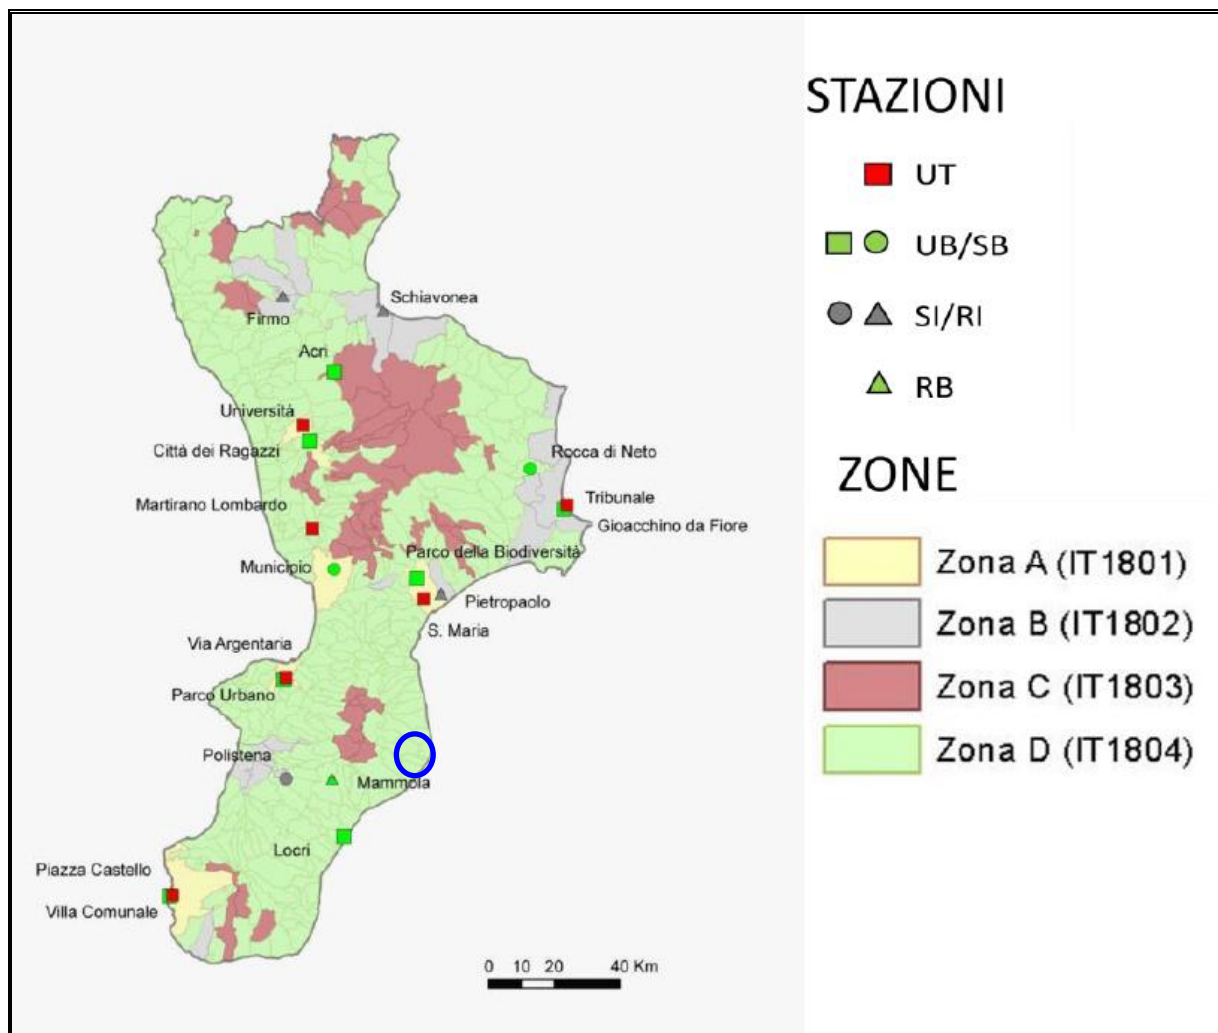 STAZIONI
UT
UB/SB
SI/RI
RB
ZONE
Zona A (IT1801)
Zona B (IT1802)
Zona C (IT1803)
Zona D (IT1804)
Schiavonea
Firmo
Acri
Università
Città dei Ragazzi
Rocca di Neto
Martirano Lombardo
Tribunale
Gioacchino da Fiore
Parco della Biodiversità
Municipio
Pietropaolo
S. Maria
Via Argentaria
Parco Urbano
Polistena
Mammola
Locri
Piazza Castello
Villa Comunale
0 10 20 40 Km